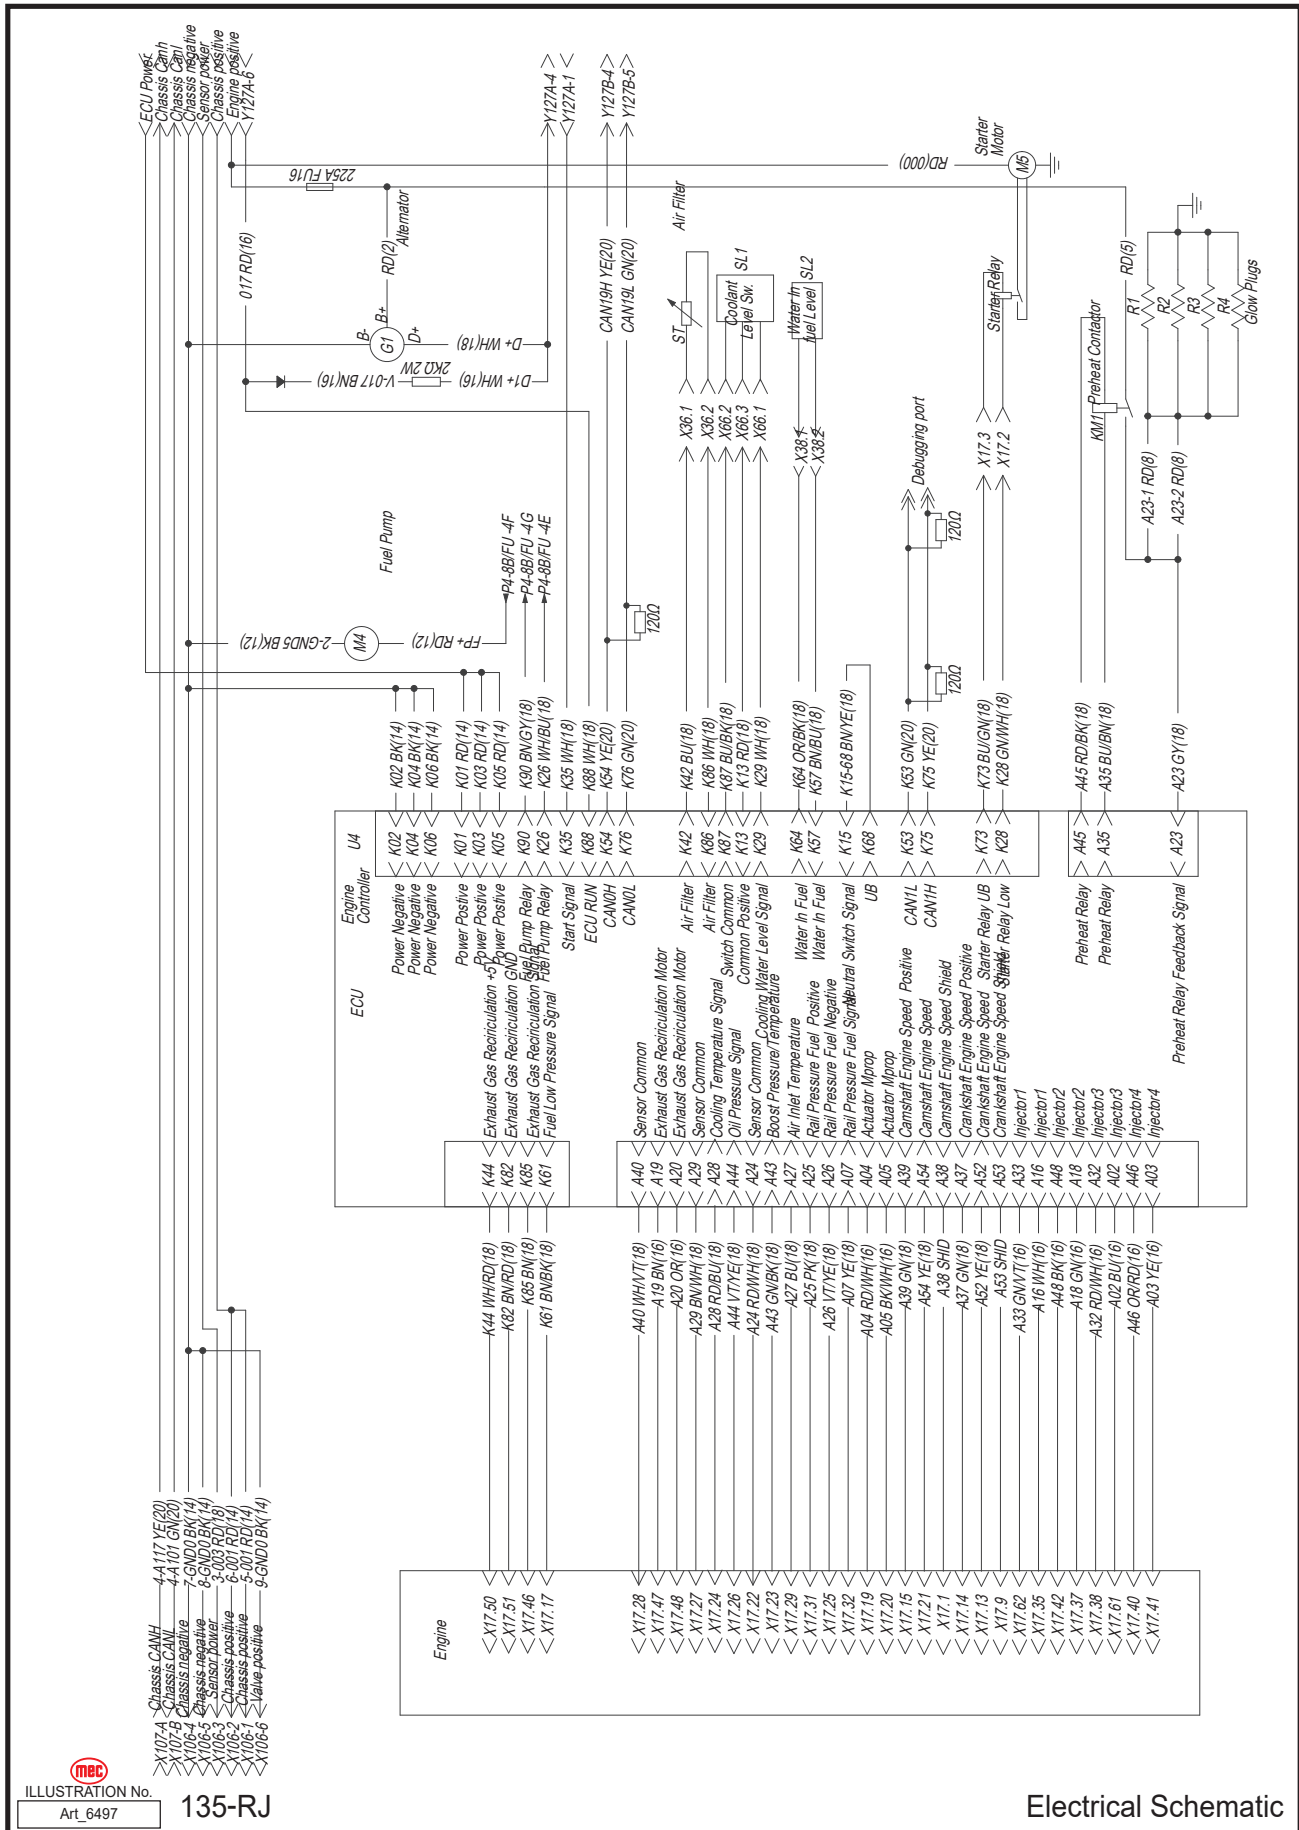 ECU Power
Chassis Canh
Chassis Canl
Chassis negative
Sensor power
Chassis positive
Engine positive
Y127A-6
Y127A-4
Y127A-1
Y127B-4
Y127B-5
225A FU16
017 RD(16)
RD(2)
Alternator
B-
B+
G1
D+
D+ WH(18)
V-017 BN(16)
2KΩ 2W
D1+ WH(16)
CAN19H YE(20)
CAN19L GN(20)
RD(000)
Starter
Motor
M5
Air Filter
ST
SL1
Coolant
Level Sw.
SL2
Water In
fuel Level
Starter Relay
RD(5)
R1
R2
R3
R4
Glow Plugs
KM1 Preheat Contactor
X36.1
X36.2
X66.2
X66.3
X66.1
X38.1
X38.2
Debugging port
X17.3
X17.2
A23-1 RD(8)
A23-2 RD(8)
Fuel Pump
P4-8B/FU -4F
P4-8B/FU -4G
P4-8B/FU -4E
2-GND5 BK(12)
M4
FP+ RD(12)
120Ω
120Ω
120Ω
K02 BK(14)
K04 BK(14)
K06 BK(14)
K01 RD(14)
K03 RD(14)
K05 RD(14)
K90 BN/GY(18)
K26 WH/BU(18)
K35 WH(18)
K88 WH(18)
K54 YE(20)
K76 GN(20)
K42 BU(18)
K86 WH(18)
K87 BU/BK(18)
K13 RD(18)
K29 WH(18)
K64 OR/BK(18)
K57 BN/BU(18)
K15-68 BN/YE(18)
K53 GN(20)
K75 YE(20)
K73 BU/GN(18)
K28 GN/WH(18)
A45 RD/BK(18)
A35 BU/BN(18)
A23 GY(18)
U4
K02
K04
K06
K01
K03
K05
K90
K26
K35
K88
K54
K76
K42
K86
K87
K13
K29
K64
K57
K15
K68
K53
K75
K73
K28
A45
A35
A23
Engine
Controller
ECU
Power Negative
Power Negative
Power Negative
Power Postive
Power Postive
Power Postive
Fuel Pump Relay
Fuel Pump Relay
Start Signal
ECU RUN
CAN0H
CAN0L
Air Filter
Air Filter
Switch Common
Common Positive
Cooling Water Level Signal
Water In Fuel
Water In Fuel
Neutral Switch Signal
UB
CAN1L
CAN1H
Starter Relay UB
Starter Relay Low
Preheat Relay
Preheat Relay
Preheat Relay Feedback Signal
Exhaust Gas Reciriculation +5
Exhaust Gas Reciriculation GND
Exhaust Gas Reciriculation Signal
Fuel Low Pressure Signal
Sensor Common
Exhaust Gas Recirculation Motor
Exhaust Gas Recirculation Motor
Sensor Common
Cooling Temperature Signal
Oil Pressure Signal
Sensor Common
Boost Pressure/Temperature
Air Inlet Temperature
Rail Pressure Fuel Positive
Rail Pressure Fuel Negative
Rail Pressure Fuel Signal
Actuator Mprop
Actuator Mprop
Camshaft Engine Speed Positive
Camshaft Engine Speed
Camshaft Engine Speed Shield
Crankshaft Engine Speed Positive
Crankshaft Engine Speed
Crankshaft Engine Speed Shield
Injector1
Injector1
Injector2
Injector2
Injector3
Injector3
Injector4
Injector4
K44
K82
K85
K61
A40
A19
A20
A29
A28
A44
A24
A43
A27
A25
A26
A07
A04
A05
A39
A54
A38
A37
A52
A53
A33
A16
A48
A18
A32
A02
A46
A03
K44 WH/RD(18)
K82 BN/RD(18)
K85 BN(18)
K61 BN/BK(18)
A40 WH/VT(18)
A19 BN(16)
A20 OR(16)
A29 BN/WH(18)
A28 RD/BU(18)
A44 VT/YE(18)
A24 RD/WH(18)
A43 GN/BK(18)
A27 BU(18)
A25 PK(18)
A26 VT/YE(18)
A07 YE(18)
A04 RD/WH(16)
A05 BK/WH(16)
A39 GN(18)
A54 YE(18)
A38 SHID
A37 GN(18)
A52 YE(18)
A53 SHID
A33 GN/VT(16)
A16 WH(16)
A48 BK(16)
A18 GN(16)
A32 RD/WH(16)
A02 BU(16)
A46 OR/RD(16)
A03 YE(16)
Engine
X17.50
X17.51
X17.46
X17.17
X17.28
X17.47
X17.48
X17.27
X17.24
X17.26
X17.22
X17.23
X17.29
X17.31
X17.25
X17.32
X17.19
X17.20
X17.15
X17.21
X17.1
X17.14
X17.13
X17.9
X17.62
X17.35
X17.42
X17.37
X17.38
X17.61
X17.40
X17.41
4-A117 YE(20)
4-A101 GN(20)
7-GND0 BK(14)
8-GND0 BK(14)
3-003 RD(18)
6-001 RD(14)
5-001 RD(14)
9-GND0 BK(14)
Chassis CANH
Chassis CANL
Chassis negative
Chassis negative
Sensor power
Chassis positive
Chassis positive
Valve positive
X107-A
X107-B
X106-4
X106-5
X106-3
X106-2
X106-1
X106-6
mec
ILLUSTRATION No.
Art_6497
135-RJ
Electrical Schematic